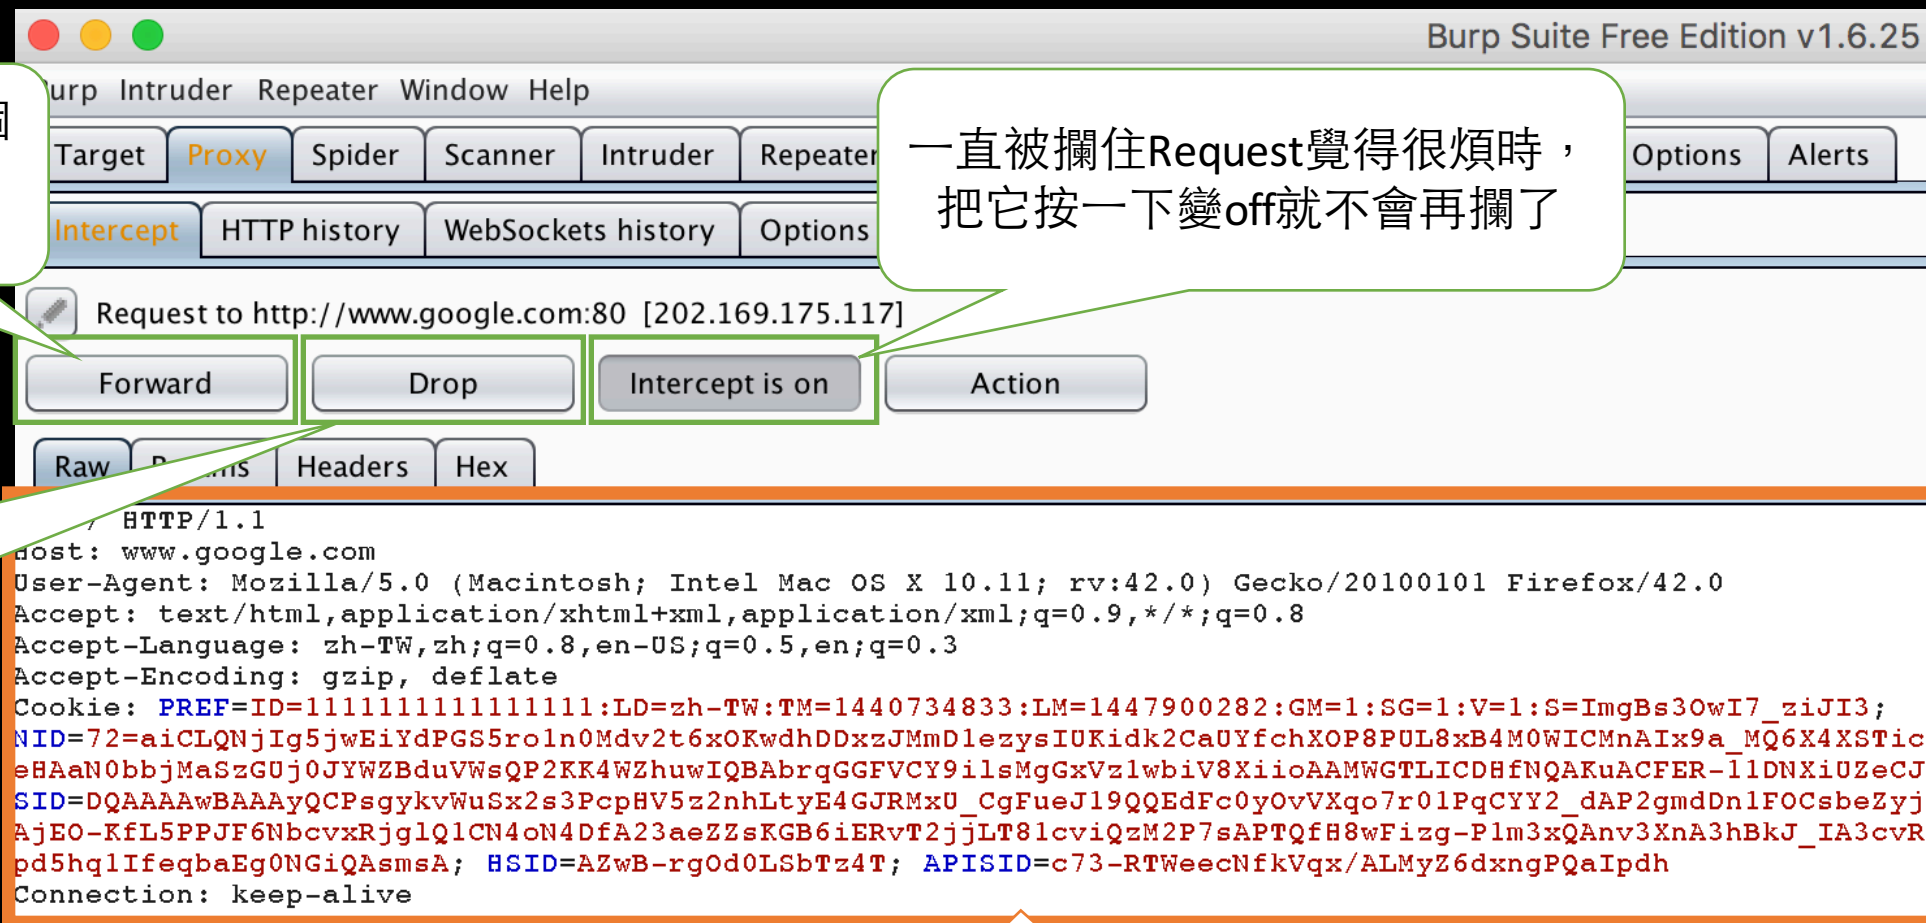 Burp Suite Free Edition v1.6.25
urp Intruder Repeater Window Help
Target Proxy Spider Scanner Intruder Repeater Options Alerts
一直被攔住Request覺得很煩時，
把它按一下變off就不會再攔了
Intercept HTTP history WebSockets history Options
Request to http://www.google.com:80 [202.169.175.117]
Forward Drop Intercept is on Action
Raw Headers Hex
/ HTTP/1.1
Host: www.google.com
User-Agent: Mozilla/5.0 (Macintosh; Intel Mac OS X 10.11; rv:42.0) Gecko/20100101 Firefox/42.0
Accept: text/html,application/xhtml+xml,application/xml;q=0.9,*/*;q=0.8
Accept-Language: zh-TW,zh;q=0.8,en-US;q=0.5,en;q=0.3
Accept-Encoding: gzip, deflate
Cookie: PREF=ID=1111111111111111:LD=zh-TW:TM=1440734833:LM=1447900282:GM=1:SG=1:V=1:S=ImgBs3OwI7_ziJI3;
NID=72=aiCLQNjIg5jwEiYdPGS5ro1n0Mdv2t6xOKwdhDDxzJMmD1ezysIUKidk2CaUYfchXOP8PUL8xB4M0WICMnAIx9a_MQ6X4XSTic
eHAaN0bbjMaSzGUj0JYWZBduVWsQP2KK4WZhuwIQBAbrqGGFVCY9ilsMgGxVz1wbiV8XiioAAMWGTLICDHfNQAKuACFER-11DNXiUZeCJ
SID=DQAAAAwBAAAyQCPsgykvWuSx2s3PcpHV5z2nhLtyE4GJRMxU_CgFueJ19QQEdFc0yOvVXqo7r01PqCYY2_dAP2gmdDn1FOCsbeZyj
AjEO-KfL5PPJF6NbcvxRjglQ1CN4oN4DfA23aeZZsKGB6iERvT2jjLT81cviQzM2P7sAPTQfH8wFizg-P1m3xQAnv3XnA3hBkJ_IA3cvR
pd5hq1IfeqbaEg0NGiQAsmsA; HSID=AZwB-rgOd0LSbTz4T; APISID=c73-RTWeecNfkVqx/ALMyZ6dxngPQaIpdh
Connection: keep-alive